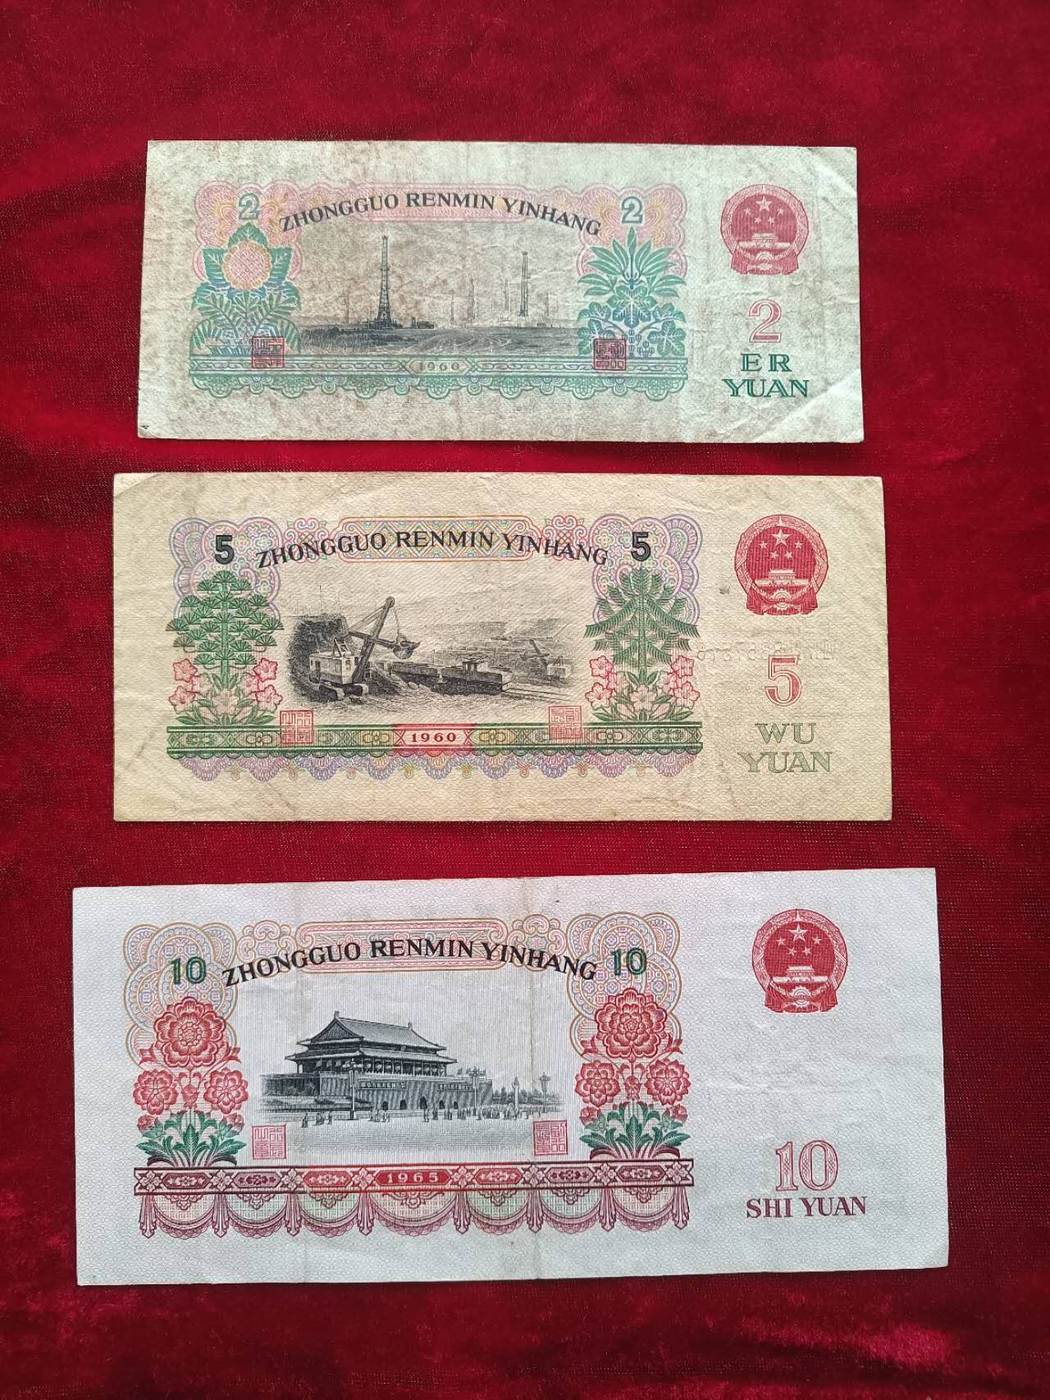 2 ZHONGGUO RENMIN YINHANG 2
2
ER
YUAN
1960
5 ZHONGGUO RENMIN YINHANG 5
5
WU
YUAN
1960
10 ZHONGGUO RENMIN YINHANG 10
10
SHI YUAN
1965